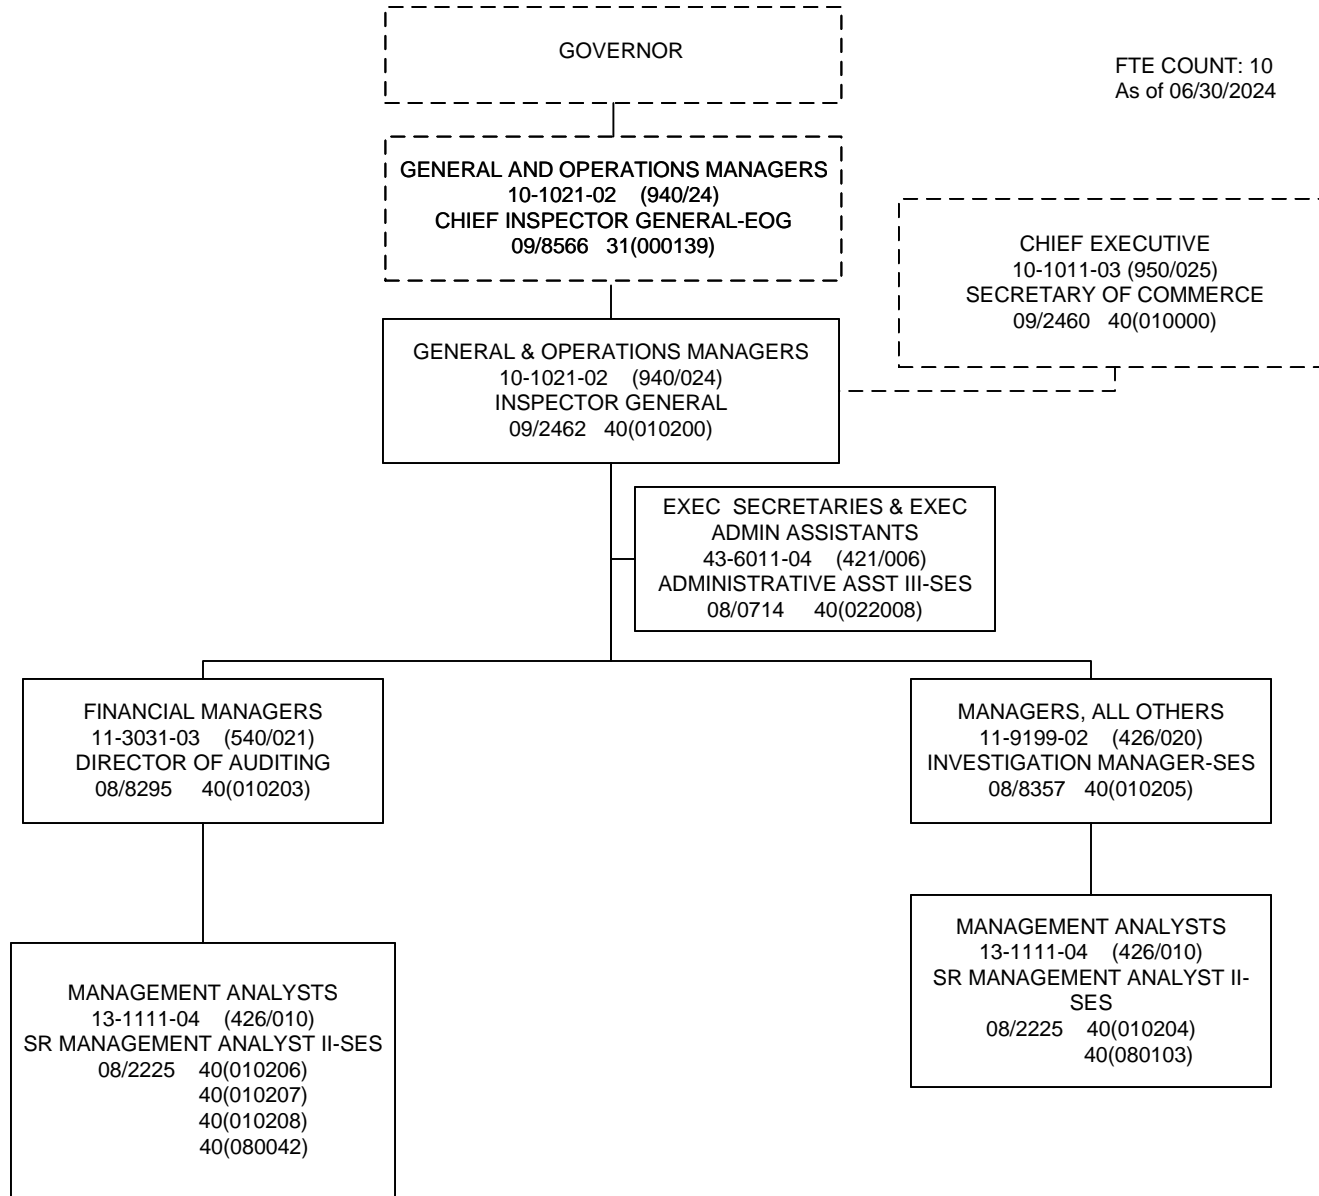 GOVERNOR
FTE COUNT: 10
As of 06/30/2024
GENERAL AND OPERATIONS MANAGERS
10-1021-02 (940/24)
CHIEF INSPECTOR GENERAL-EOG
09/8566 31(000139)
CHIEF EXECUTIVE
10-1011-03 (950/025)
SECRETARY OF COMMERCE
09/2460 40(010000)
GENERAL & OPERATIONS MANAGERS
10-1021-02 (940/024)
INSPECTOR GENERAL
09/2462 40(010200)
EXEC SECRETARIES & EXEC
ADMIN ASSISTANTS
43-6011-04 (421/006)
ADMINISTRATIVE ASST III-SES
08/0714 40(022008)
FINANCIAL MANAGERS
11-3031-03 (540/021)
DIRECTOR OF AUDITING
08/8295 40(010203)
MANAGERS, ALL OTHERS
11-9199-02 (426/020)
INVESTIGATION MANAGER-SES
08/8357 40(010205)
MANAGEMENT ANALYSTS
13-1111-04 (426/010)
SR MANAGEMENT ANALYST II-SES
08/2225 40(010206)
40(010207)
40(010208)
40(080042)
MANAGEMENT ANALYSTS
13-1111-04 (426/010)
SR MANAGEMENT ANALYST II-
SES
08/2225 40(010204)
40(080103)